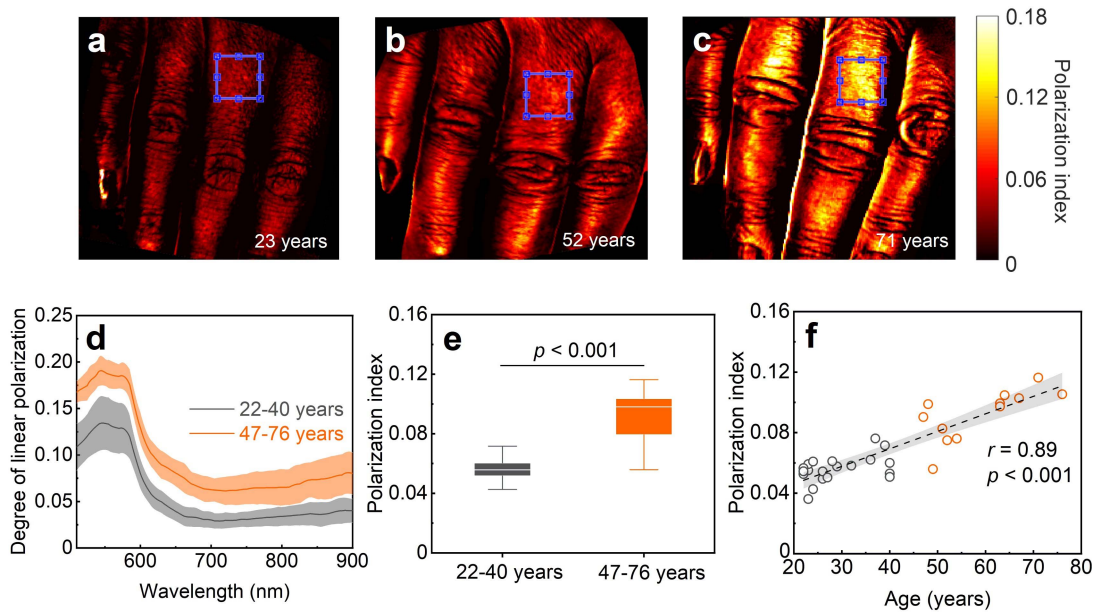 a
23 years
b
52 years
c
71 years
0.18
0.12
0.06
0
Polarization index
d
Degree of linear polarization
0.25
0.20
0.15
0.10
0.05
0
22-40 years
47-76 years
600
700
800
900
Wavelength (nm)
e
Polarization index
0.16
0.12
0.08
0.04
0
p < 0.001
22-40 years
47-76 years
f
Polarization index
0.16
0.12
0.08
0.04
0
r = 0.89
p < 0.001
20
30
40
50
60
70
80
Age (years)